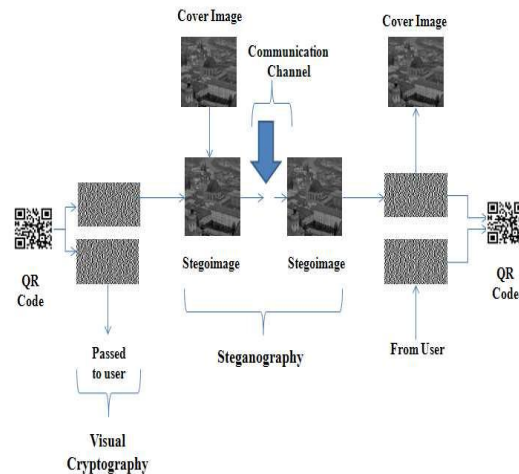 Cover Image
Cover Image
Communication
Channel
Stegoimage
Stegoimage
QR
Code
QR
Code
Passed
to user
Steganography
From User
Visual
Cryptography